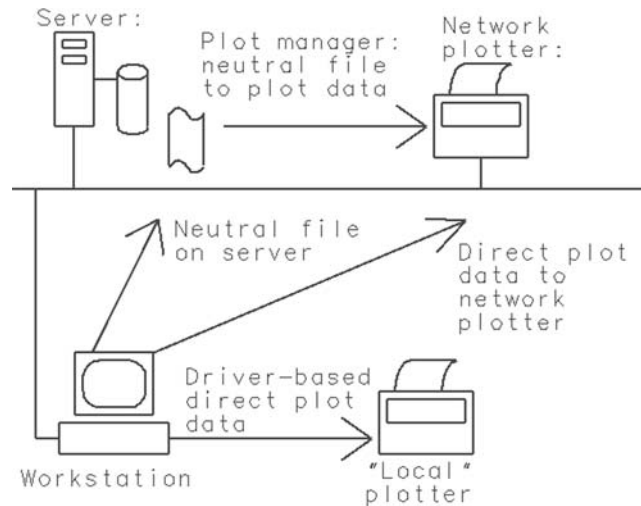 Server:
Plot manager:
neutral file
to plot data
Network
plotter:
Neutral file
on server
Direct plot
data to
network
plotter
Driver-based
direct plot
data
Workstation
"Local"
plotter